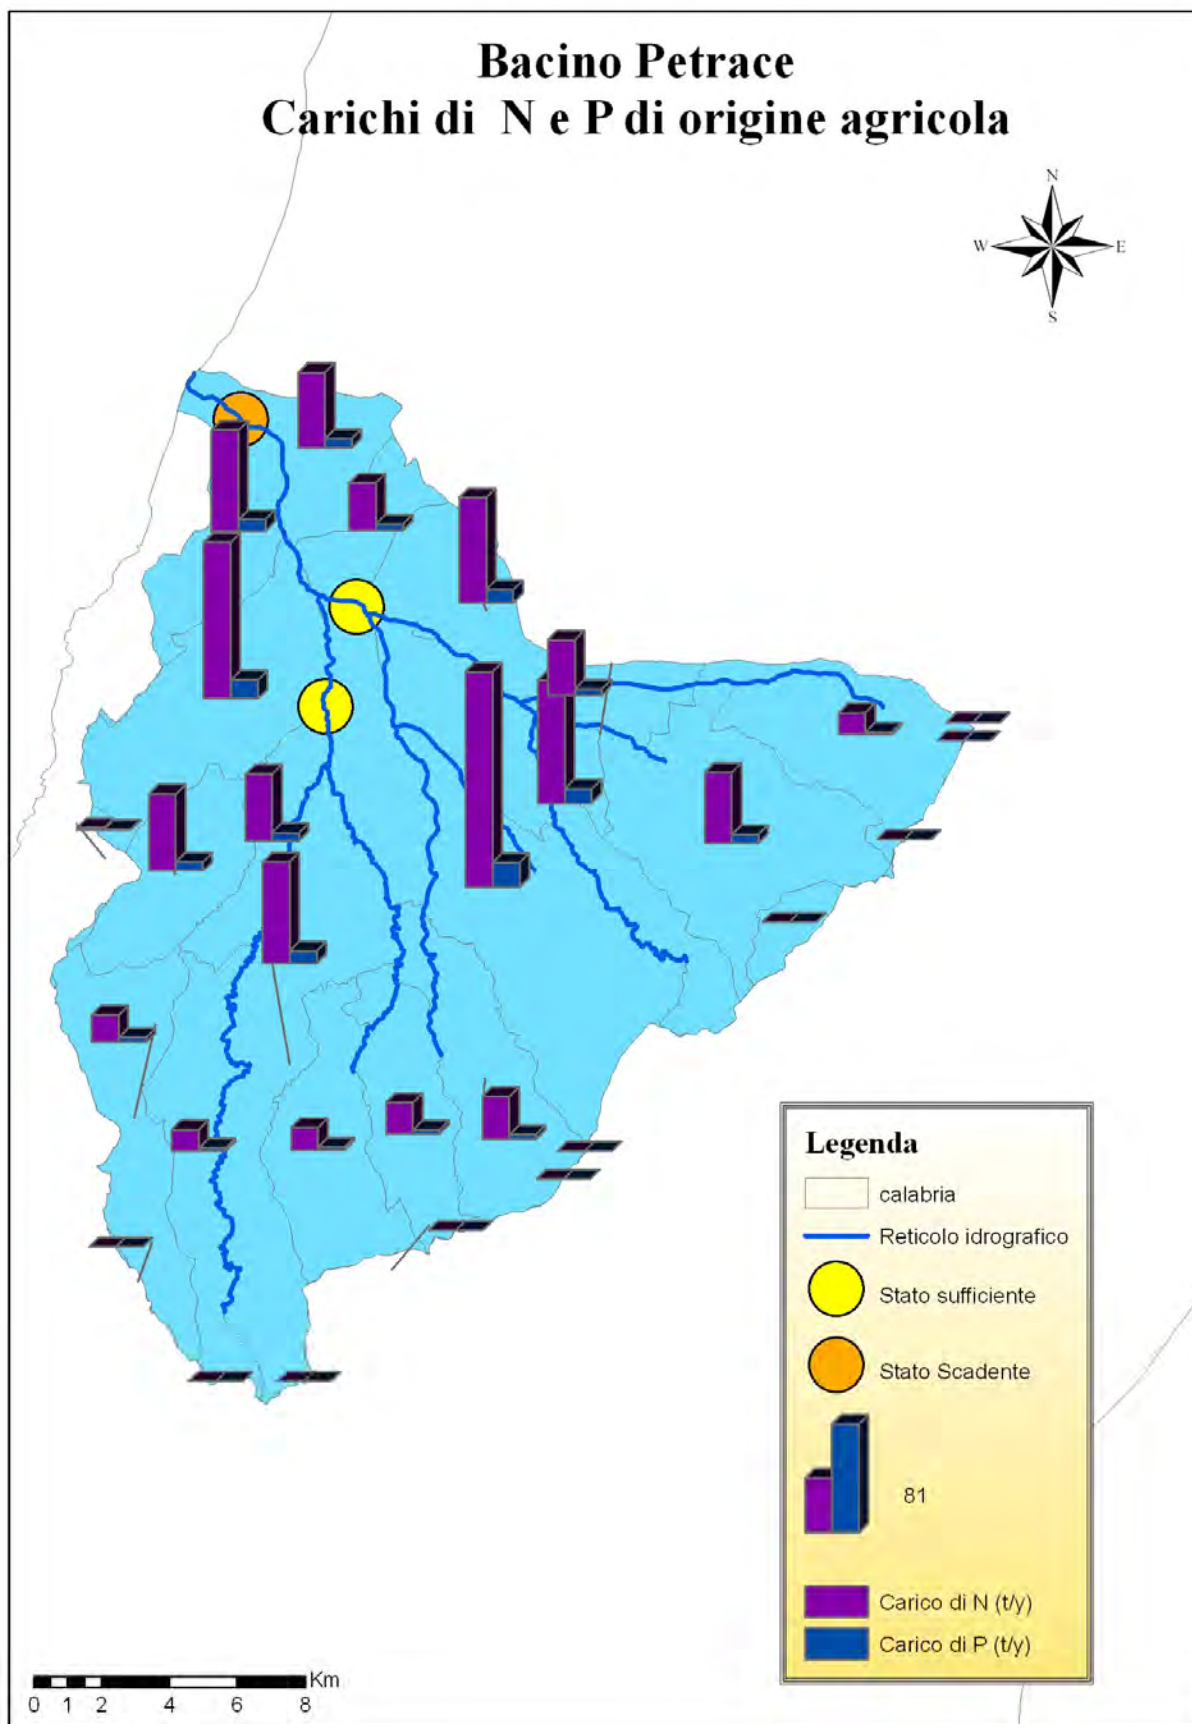 Bacino Petrace
Carichi di N e P di origine agricola
N
W E
S
Legenda
calabria
Reticolo idrografico
Stato sufficiente
Stato Scadente
81
Carico di N (t/y)
Carico di P (t/y)
Km
0 1 2 4 6 8